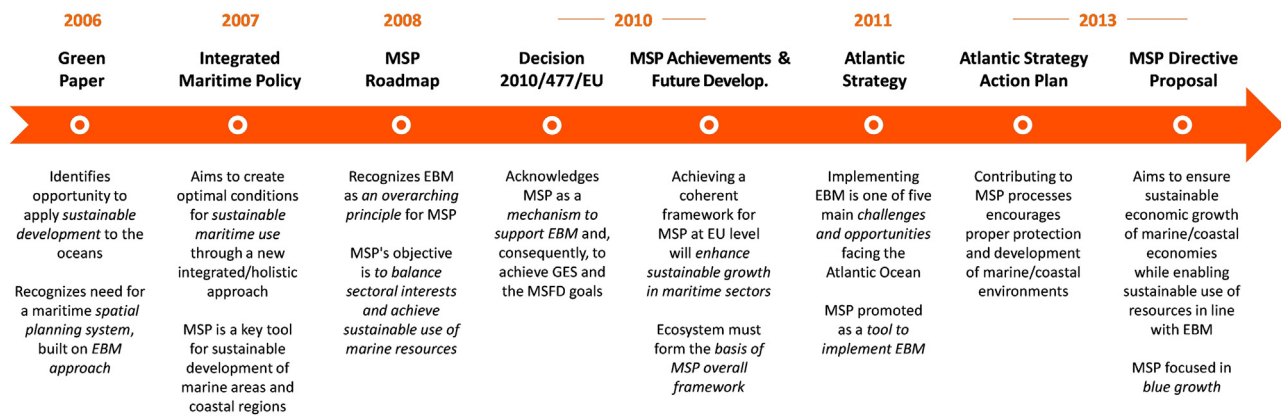 2006
Green
Paper
Identifies
opportunity to
apply sustainable
development to the
oceans
Recognizes need for
a maritime spatial
planning system,
built on EBM
approach
2007
Integrated
Maritime Policy
Aims to create
optimal conditions
for sustainable
maritime use
through a new
integrated/holistic
approach
MSP is a key tool
for sustainable
development of
marine areas and
coastal regions
2008
MSP
Roadmap
Recognizes EBM
as an overarching
principle for MSP
MSP's objective
is to balance
sectoral interests
and achieve
sustainable use of
marine resources
2010
Decision
2010/477/EU
Acknowledges
MSP as a
mechanism to
support EBM and,
consequently, to
achieve GES and
the MSFD goals
MSP Achievements &
Future Develop.
Achieving a
coherent
framework for
MSP at EU level
will enhance
sustainable growth
in maritime sectors
Ecosystem must
form the basis of
MSP overall
framework
2011
Atlantic
Strategy
Implementing
EBM is one of five
main challenges
and opportunities
facing the
Atlantic Ocean
MSP promoted
as a tool to
implement EBM
2013
Atlantic Strategy
Action Plan
Contributing to
MSP processes
encourages
proper protection
and development
of marine/coastal
environments
MSP Directive
Proposal
Aims to ensure
sustainable
economic growth
of marine/coastal
economies
while enabling
sustainable use of
resources in line
with EBM
MSP focused in
blue growth